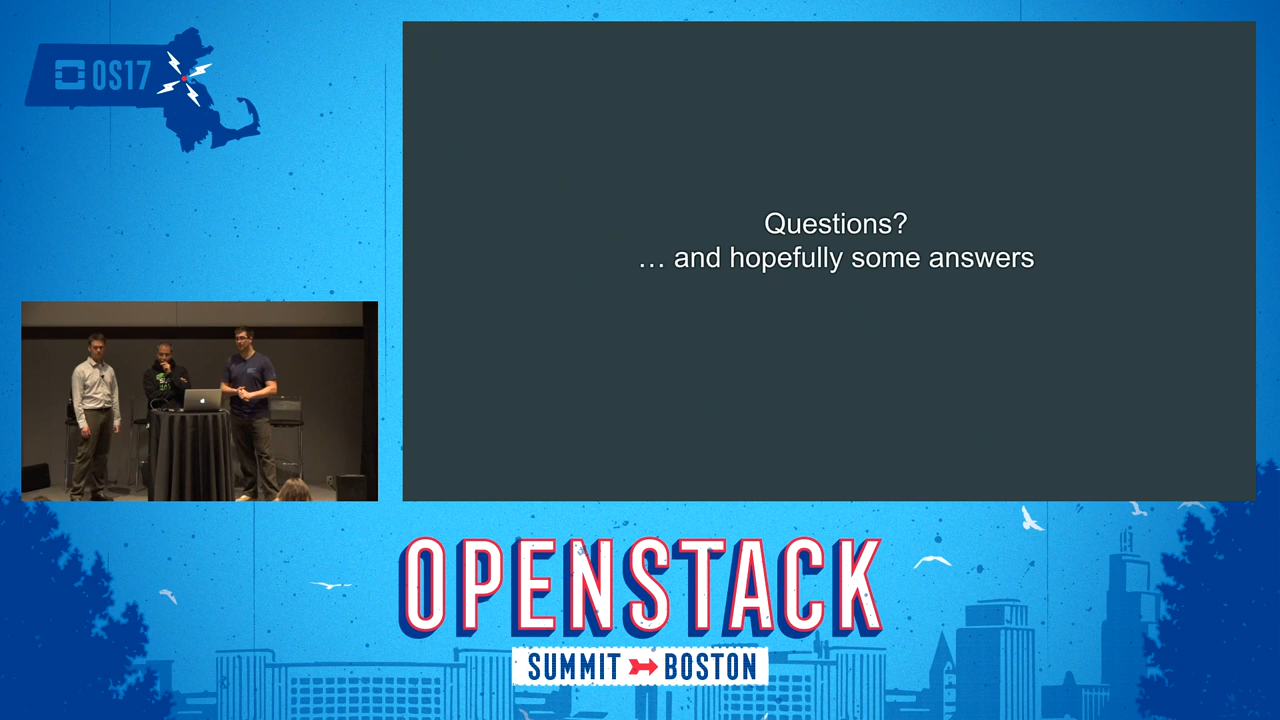 OS17
Questions?
… and hopefully some answers
OPENSTACK
SUMMIT BOSTON